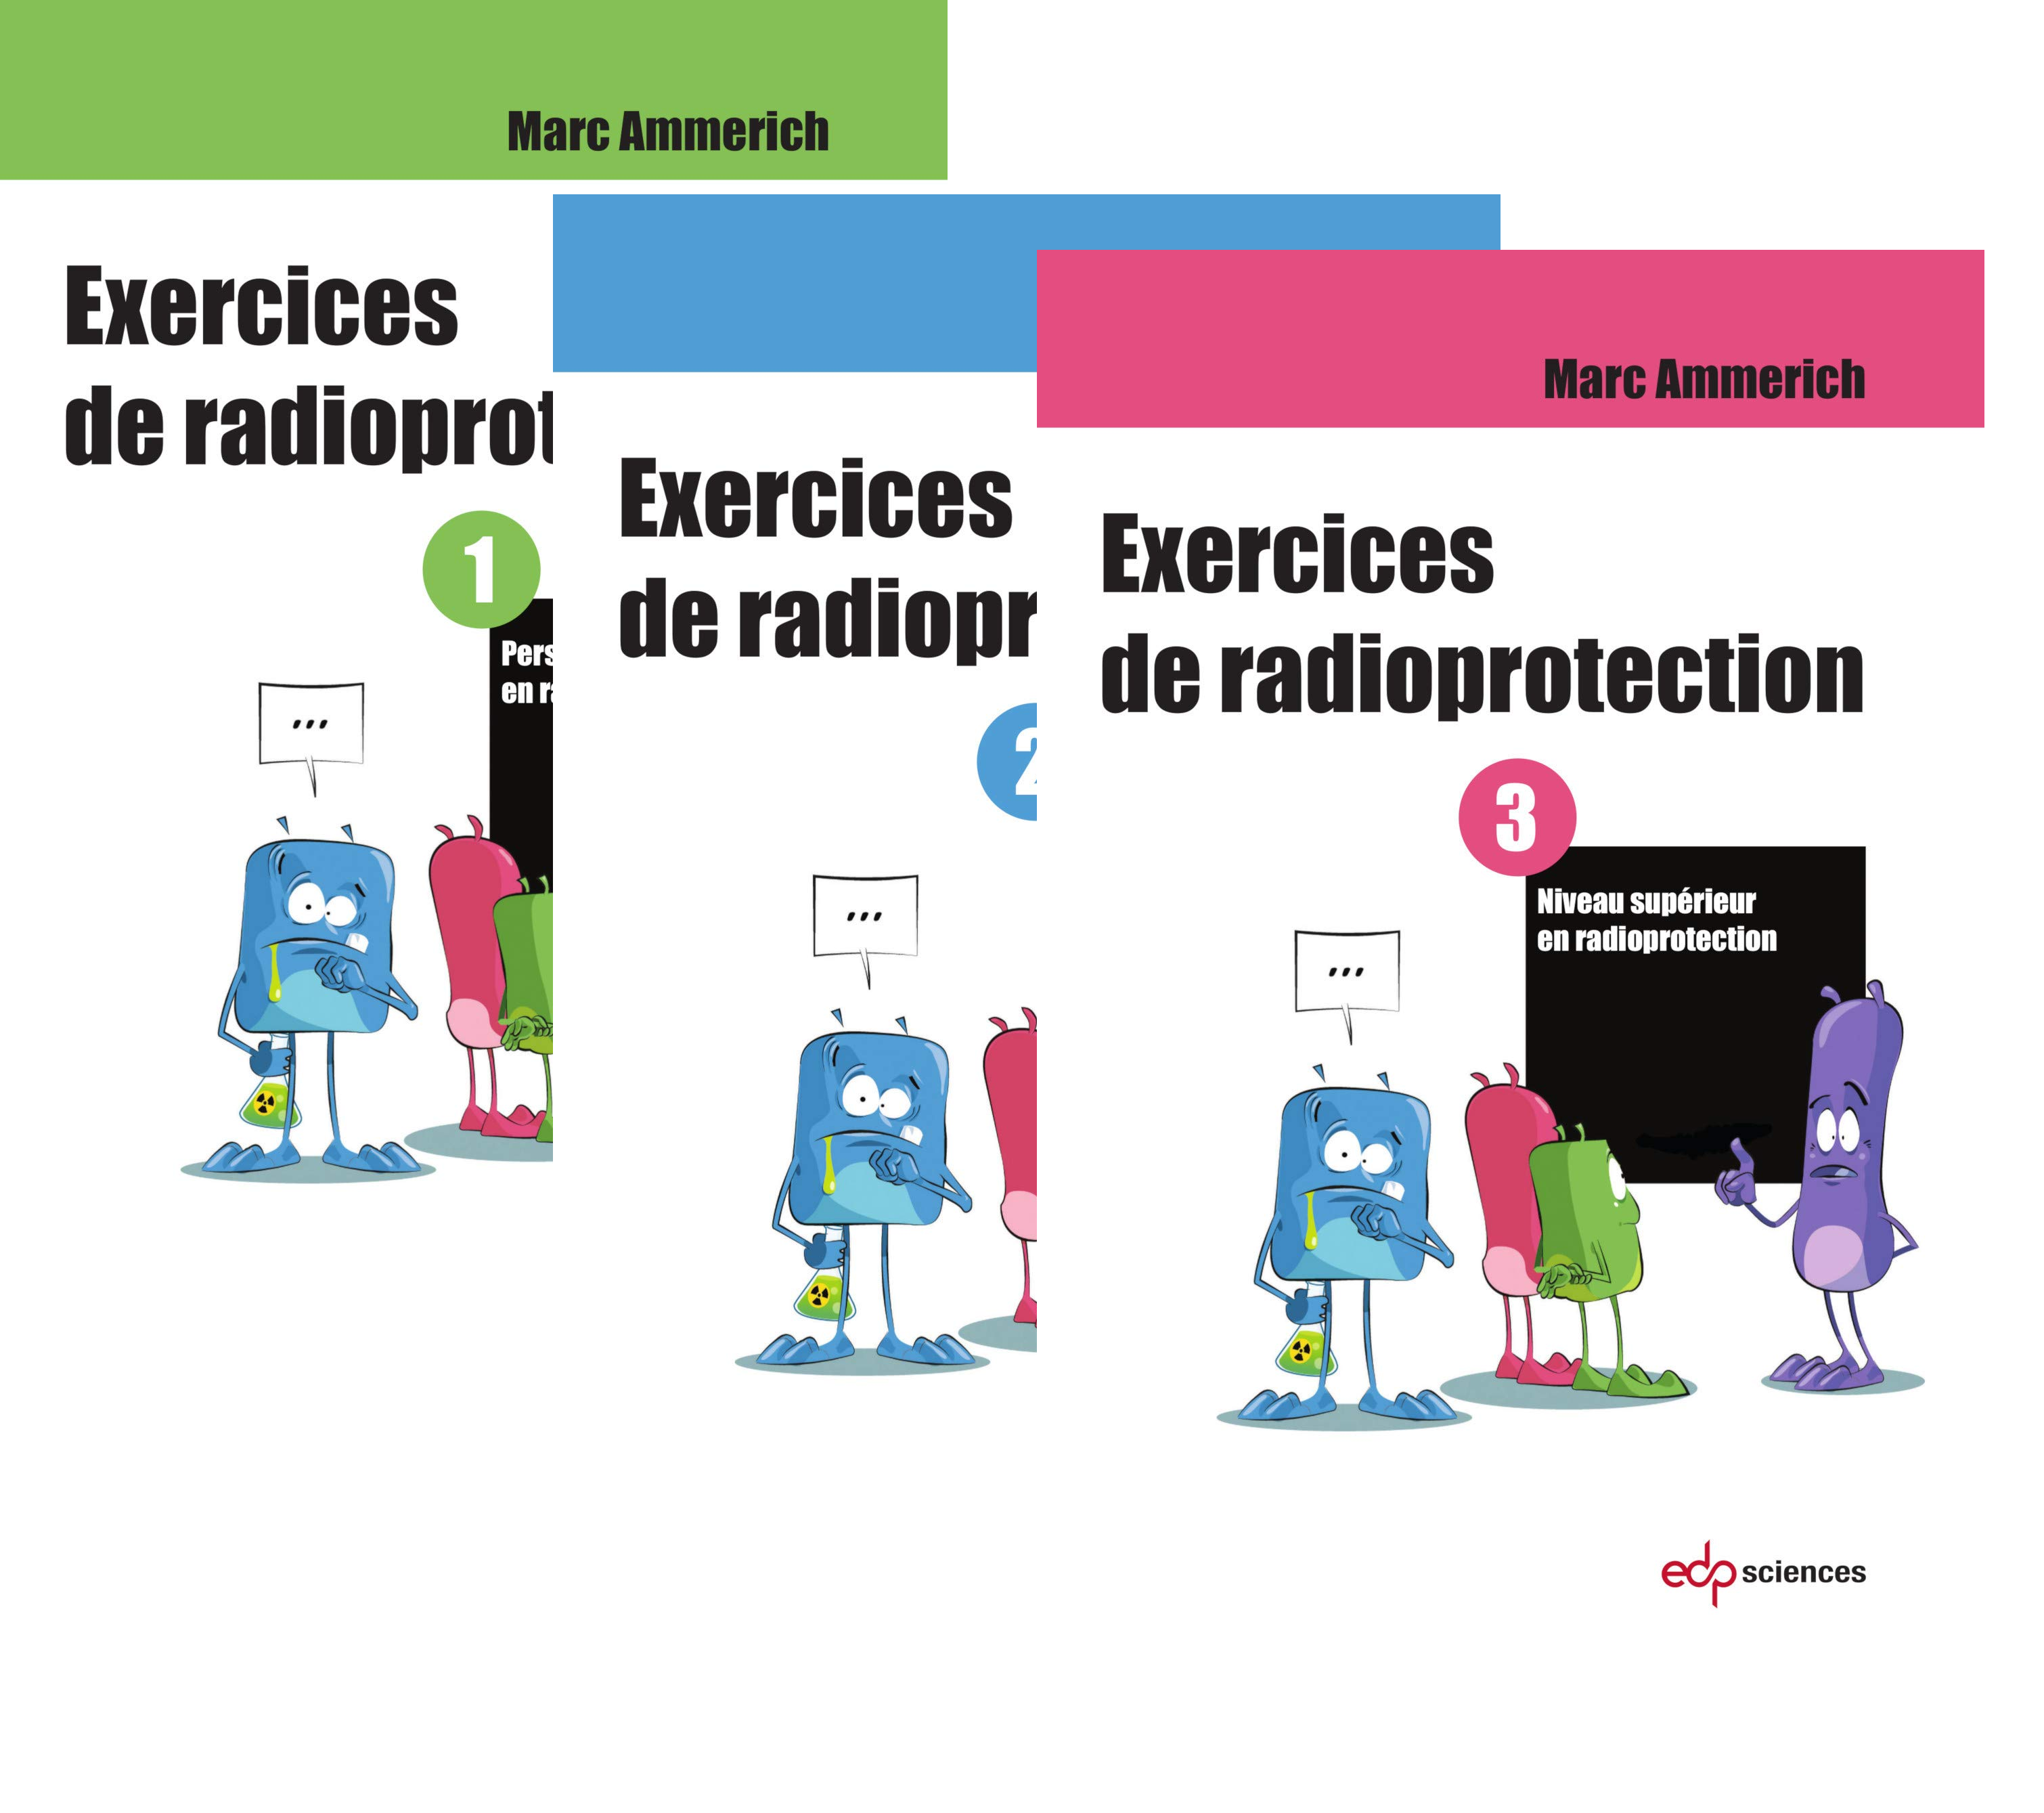 Marc Ammerich
Exercices
de radioprot
1
Pers
en r
...
Exercices
de radiopr
2
...
Marc Ammerich
Exercices
de radioprotection
3
Niveau supérieur
en radioprotection
...
edp sciences